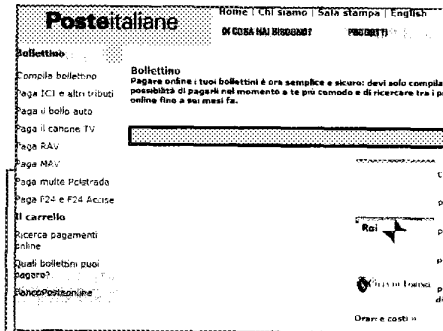 Posteitaliane
Home | Chi siamo | Sala stampa | English
DI COSA HAI BISOGNO? PRODOTTI
Bollettino
Compila bollettino
Paga ICI e altri tributi
Paga il bollo auto
Paga il canone TV
Paga RAV
Paga MAV
Paga multe Polstrada
Paga F24 e F24 Accise
Il carrello
Ricerca pagamenti
online
Quali bollettini puoi
pagare?
BancoPosteonline
Bollettino
Pagare online i tuoi bollettini è ora semplice e sicuro: devi solo compila
possibilità di pagarli nel momento a te più comodo e di ricercare tra i p
online fino a sei mesi fa.
C
p
Rai p
p
p
di
Orari e costi »